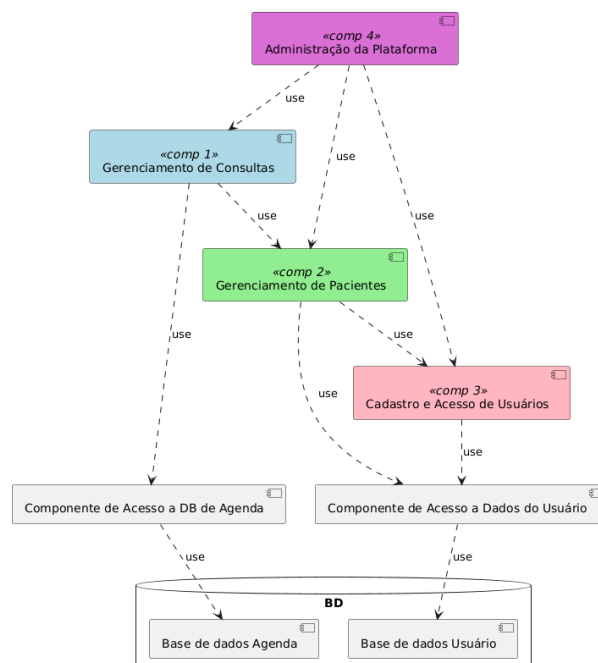 «comp 4»
Administração da Plataforma
use
«comp 1»
Gerenciamento de Consultas
use
use
use
«comp 2»
Gerenciamento de Pacientes
use
use
use
«comp 3»
Cadastro e Acesso de Usuários
use
Componente de Acesso a DB de Agenda
Componente de Acesso a Dados do Usuário
use
use
BD
Base de dados Agenda
Base de dados Usuário